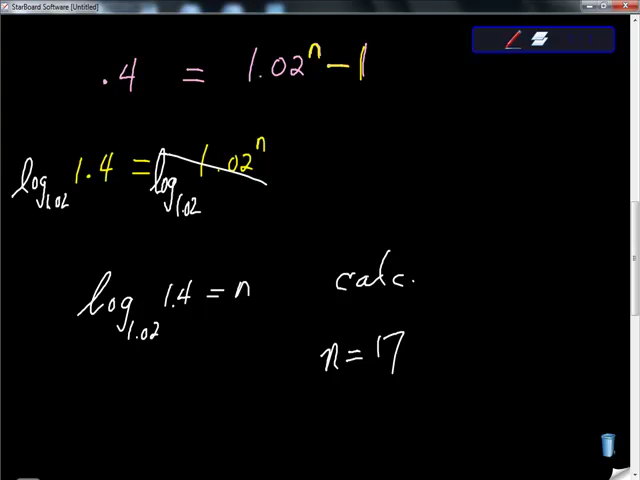 StarBoard Software [Untitled]
.4 = 1.02ⁿ − 1
log₁.₀₂ 1.4 = log₁.₀₂ 1.02ⁿ
log₁.₀₂ 1.4 = n
calc.
n = 17